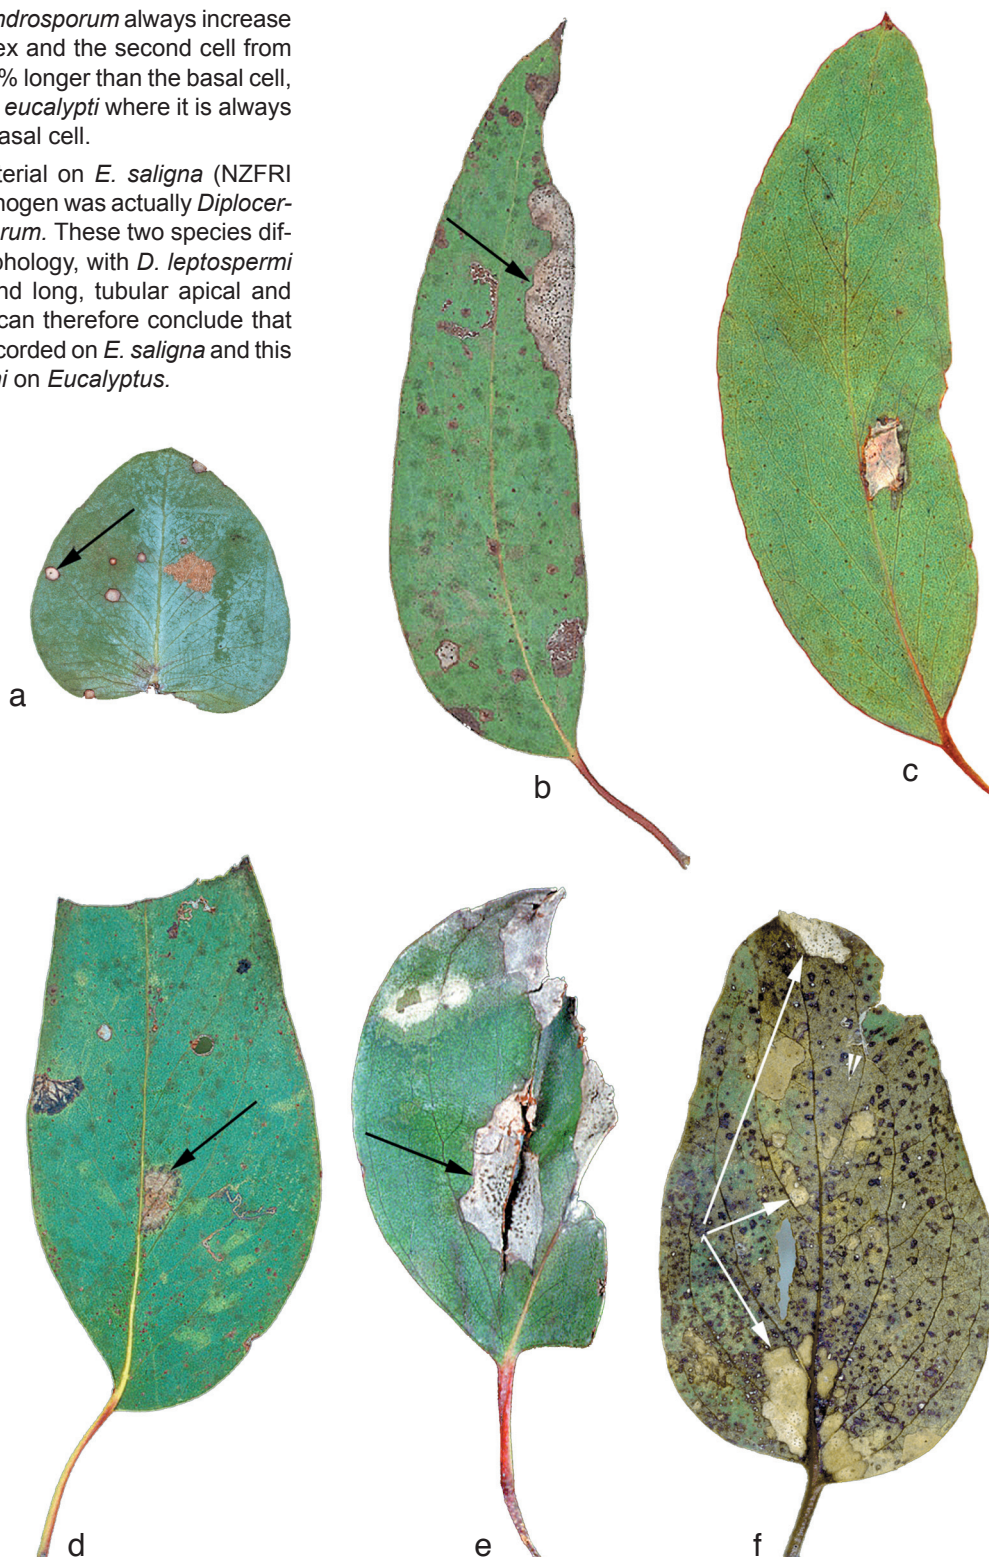 ndrosporum always increase
ex and the second cell from
% longer than the basal cell,
eucalypti where it is always
asal cell.
terial on E. saligna (NZFRI
hogen was actually Diplocer-
rum. These two species dif-
phology, with D. leptospermi
nd long, tubular apical and
can therefore conclude that
corded on E. saligna and this
ni on Eucalyptus.
a
b
c
d
e
f